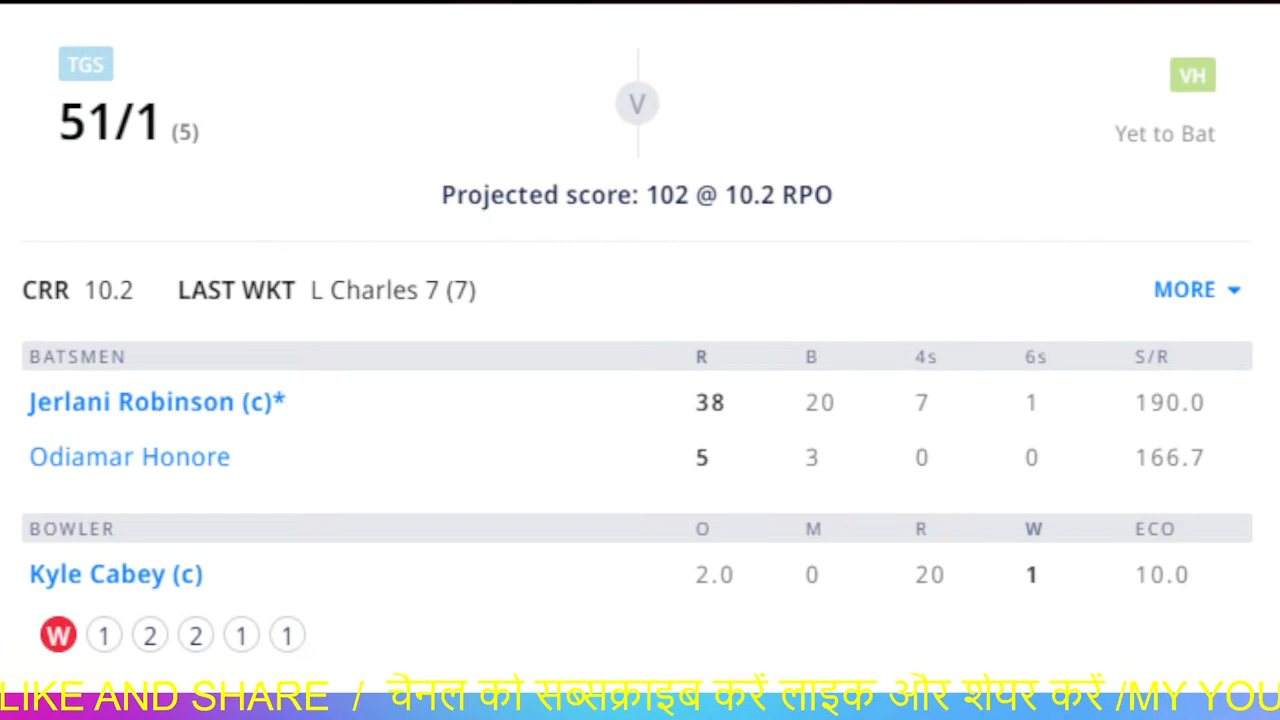 TGS
51/1 (5)
V
VH
Yet to Bat
Projected score: 102 @ 10.2 RPO
CRR 10.2 LAST WKT L Charles 7 (7) MORE
BATSMEN R B 4s 6s S/R
Jerlani Robinson (c)* 38 20 7 1 190.0
Odiamar Honore 5 3 0 0 166.7
BOWLER O M R W ECO
Kyle Cabey (c) 2.0 0 20 1 10.0
W 1 2 2 1 1
LIKE AND SHARE / चेनल को सब्सक्राइब करें लाइक ओर शेयर करें /MY YOU